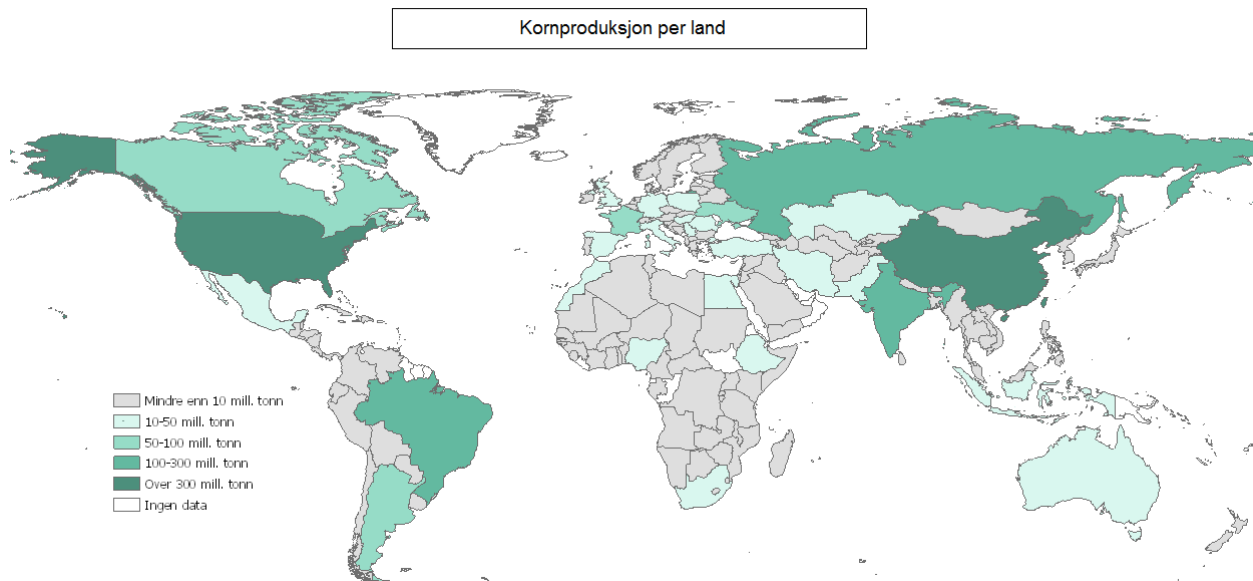 Kornproduksjon per land
Mindre enn 10 mill. tonn
10-50 mill. tonn
50-100 mill. tonn
100-300 mill. tonn
Over 300 mill. tonn
Ingen data